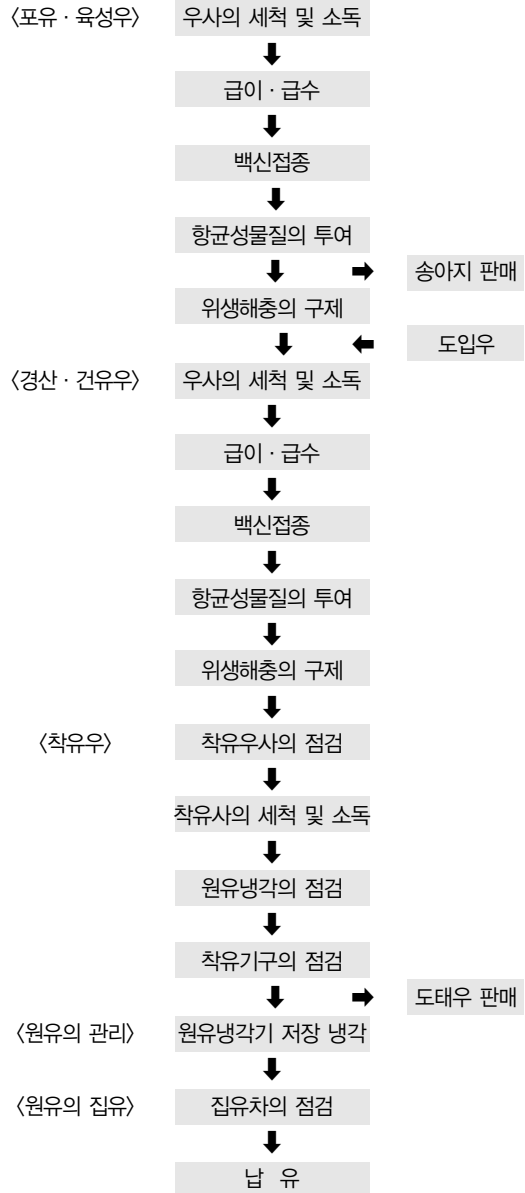 〈포유 · 육성우〉 우사의 세척 및 소독
급이 · 급수
백신접종
항균성물질의 투여
송아지 판매
위생해충의 구제
도입우
〈경산 · 건유우〉 우사의 세척 및 소독
급이 · 급수
백신접종
항균성물질의 투여
위생해충의 구제
〈착유우〉 착유우사의 점검
착유사의 세척 및 소독
원유냉각의 점검
착유기구의 점검
도태우 판매
〈원유의 관리〉 원유냉각기 저장 냉각
〈원유의 집유〉 집유차의 점검
납 유